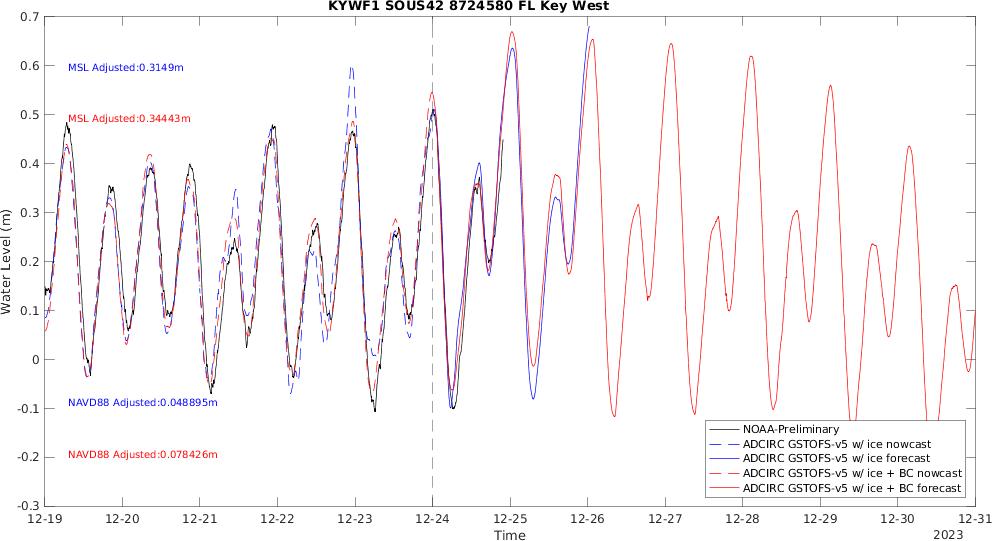 KYWF1 SOUS42 8724580 FL Key West
0.7
0.6
0.5
0.4
0.3
0.2
0.1
0
-0.1
-0.2
-0.3
Water Level (m)
MSL Adjusted:0.3149m
MSL Adjusted:0.34443m
NAVD88 Adjusted:0.048895m
NAVD88 Adjusted:0.078426m
NOAA-Preliminary
ADCIRC GSTOFS-v5 w/ ice nowcast
ADCIRC GSTOFS-v5 w/ ice forecast
ADCIRC GSTOFS-v5 w/ ice + BC nowcast
ADCIRC GSTOFS-v5 w/ ice + BC forecast
12-19 12-20 12-21 12-22 12-23 12-24 12-25 12-26 12-27 12-28 12-29 12-30 12-31
Time
2023